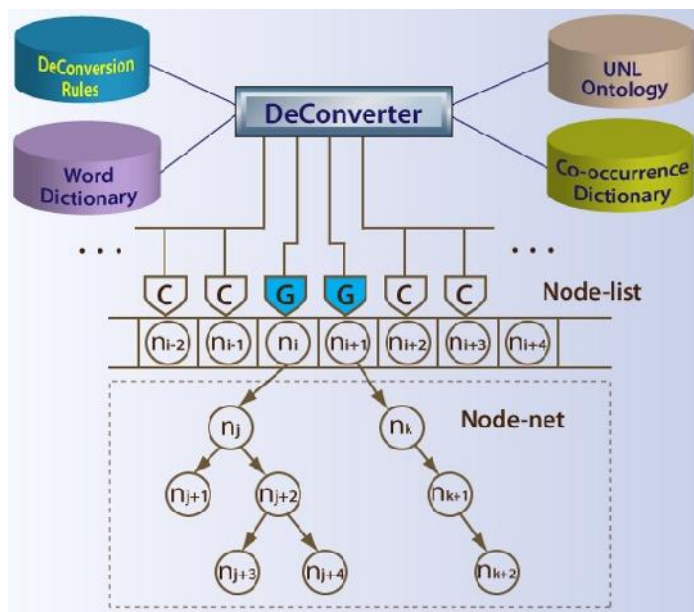 DeConversion
Rules
UNL
Ontology
DeConverter
Word
Dictionary
Co-occurrence
Dictionary
. . . . . .
C C G G C C
Node-list
ni-2 ni-1 ni ni+1 ni+2 ni+3 ni+4
Node-net
nj nk
nj+1 nj+2 nk+1
nj+3 nj+4 nk+2